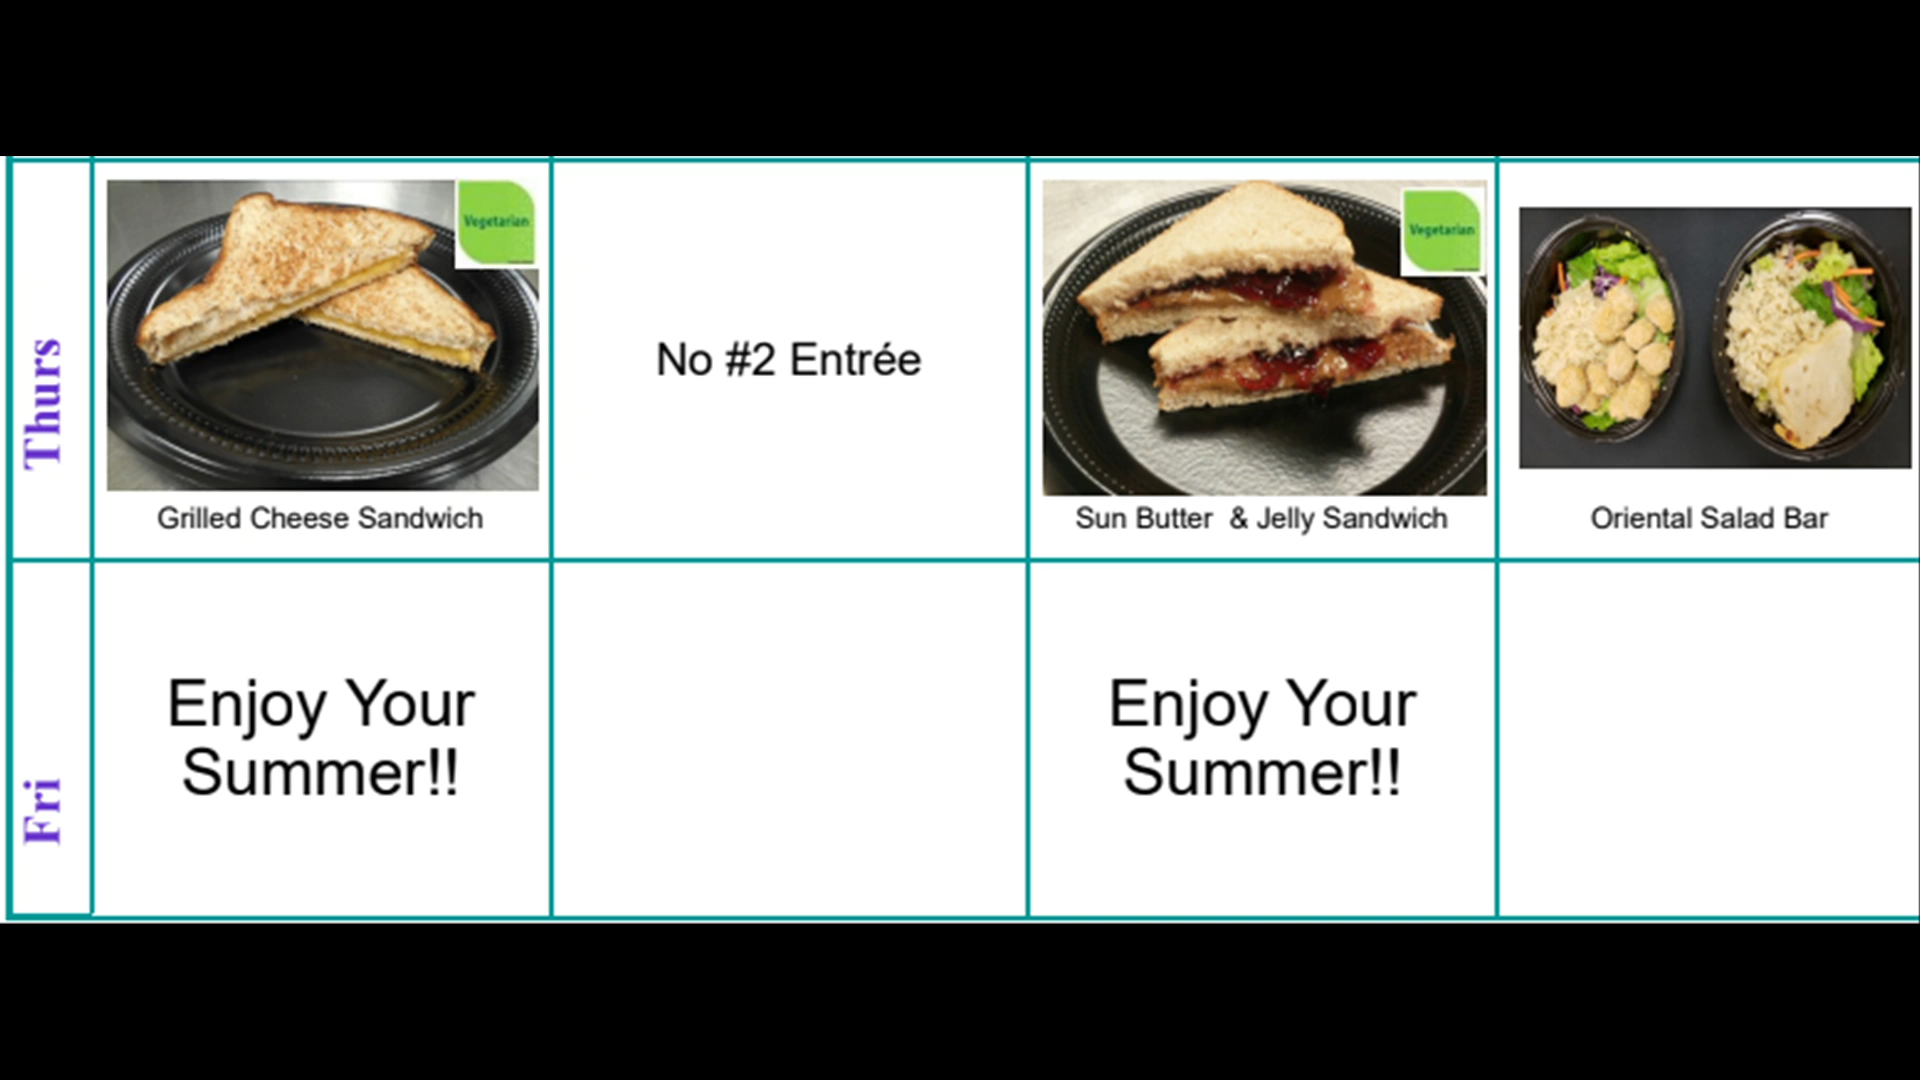 Thurs
Vegetarian
Grilled Cheese Sandwich
No #2 Entrée
Vegetarian
Sun Butter & Jelly Sandwich
Oriental Salad Bar
Fri
Enjoy Your
Summer!!
Enjoy Your
Summer!!